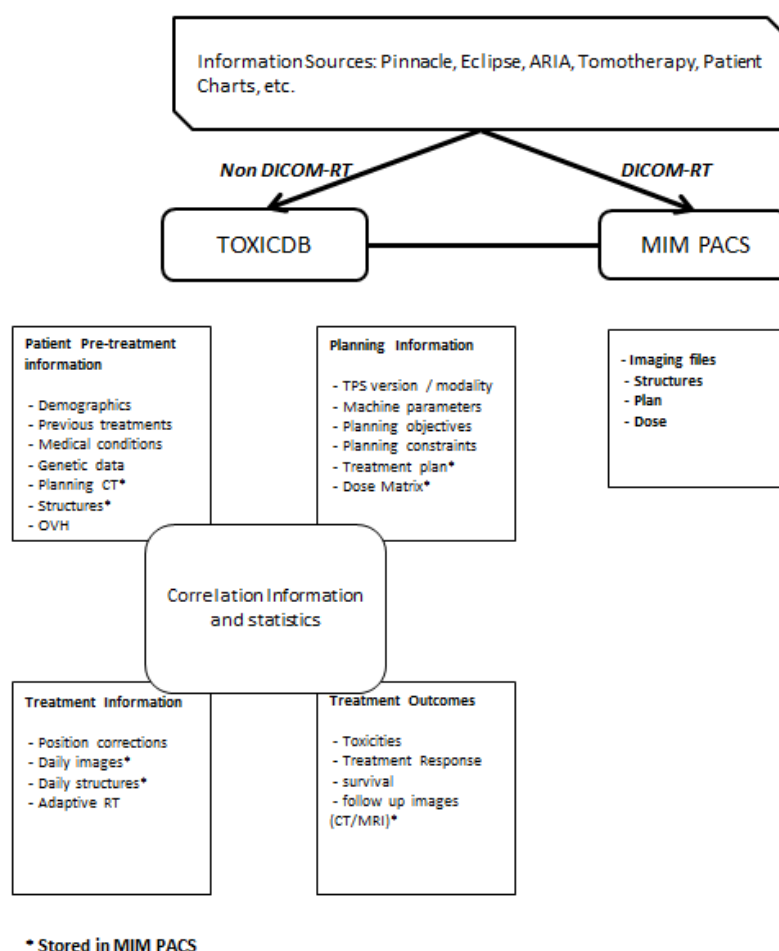 Information Sources: Pinnacle, Eclipse, ARIA, Tomotherapy, Patient
Charts, etc.
Non DICOM-RT
DICOM-RT
TOXICDB
MIM PACS
Patient Pre-treatment
information
- Demographics
- Previous treatments
- Medical conditions
- Genetic data
- Planning CT*
- Structures*
- OVH
Planning Information
- TPS version / modality
- Machine parameters
- Planning objectives
- Planning constraints
- Treatment plan*
- Dose Matrix*
- Imaging files
- Structures
- Plan
- Dose
Correlation Information
and statistics
Treatment Information
- Position corrections
- Daily images*
- Daily structures*
- Adaptive RT
Treatment Outcomes
- Toxicities
- Treatment Response
- survival
- follow up images
(CT/MRI)*
* Stored in MIM PACS